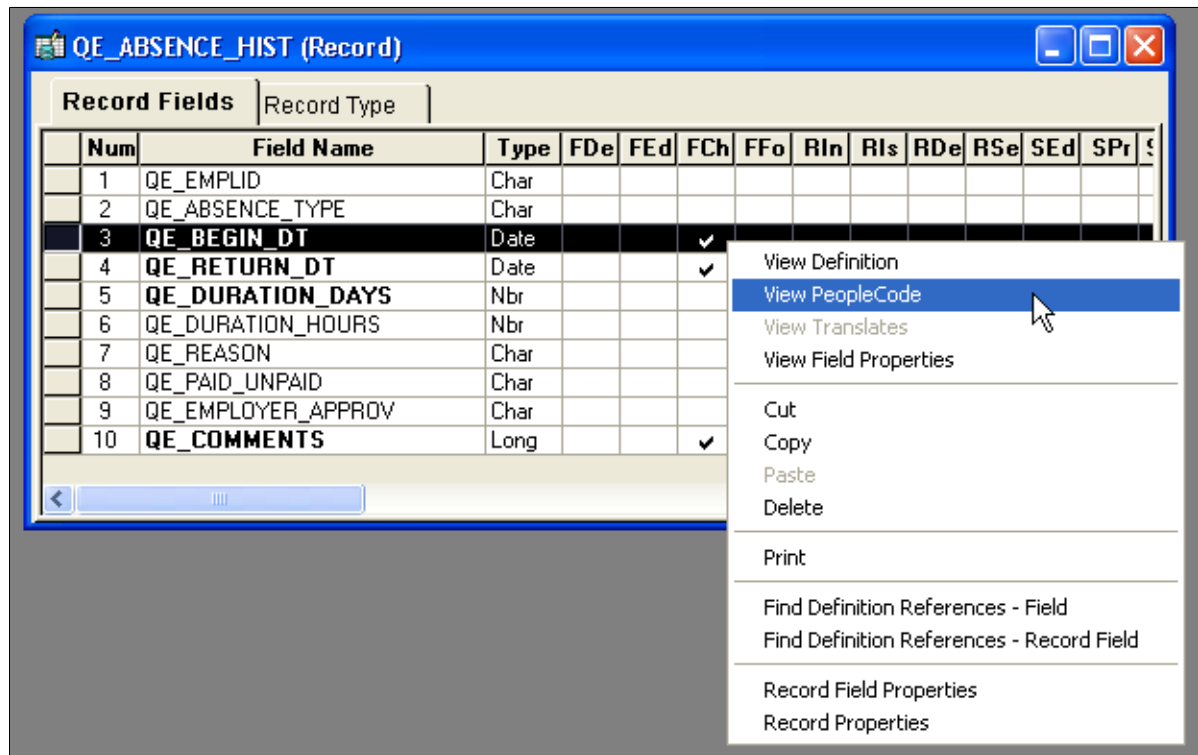 QE_ABSENCE_HIST (Record)
Record Fields Record Type
Num Field Name Type FDe FEd FCh FFo RIn RIs RDe RSe SEd SPr
1 QE_EMPLID Char
2 QE_ABSENCE_TYPE Char
3 QE_BEGIN_DT Date
4 QE_RETURN_DT Date
5 QE_DURATION_DAYS Nbr
6 QE_DURATION_HOURS Nbr
7 QE_REASON Char
8 QE_PAID_UNPAID Char
9 QE_EMPLOYER_APPROV Char
10 QE_COMMENTS Long
View Definition
View PeopleCode
View Translates
View Field Properties
Cut
Copy
Paste
Delete
Print
Find Definition References - Field
Find Definition References - Record Field
Record Field Properties
Record Properties